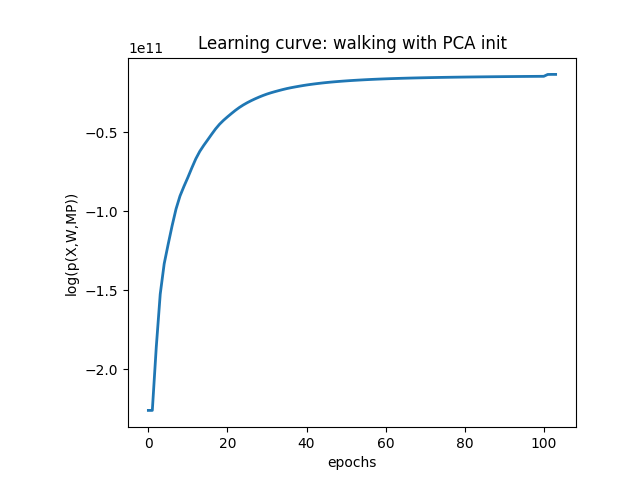 Learning curve: walking with PCA init
1e11
−0.5
−1.0
−1.5
−2.0
log(p(X,W,MP))
0 20 40 60 80 100
epochs